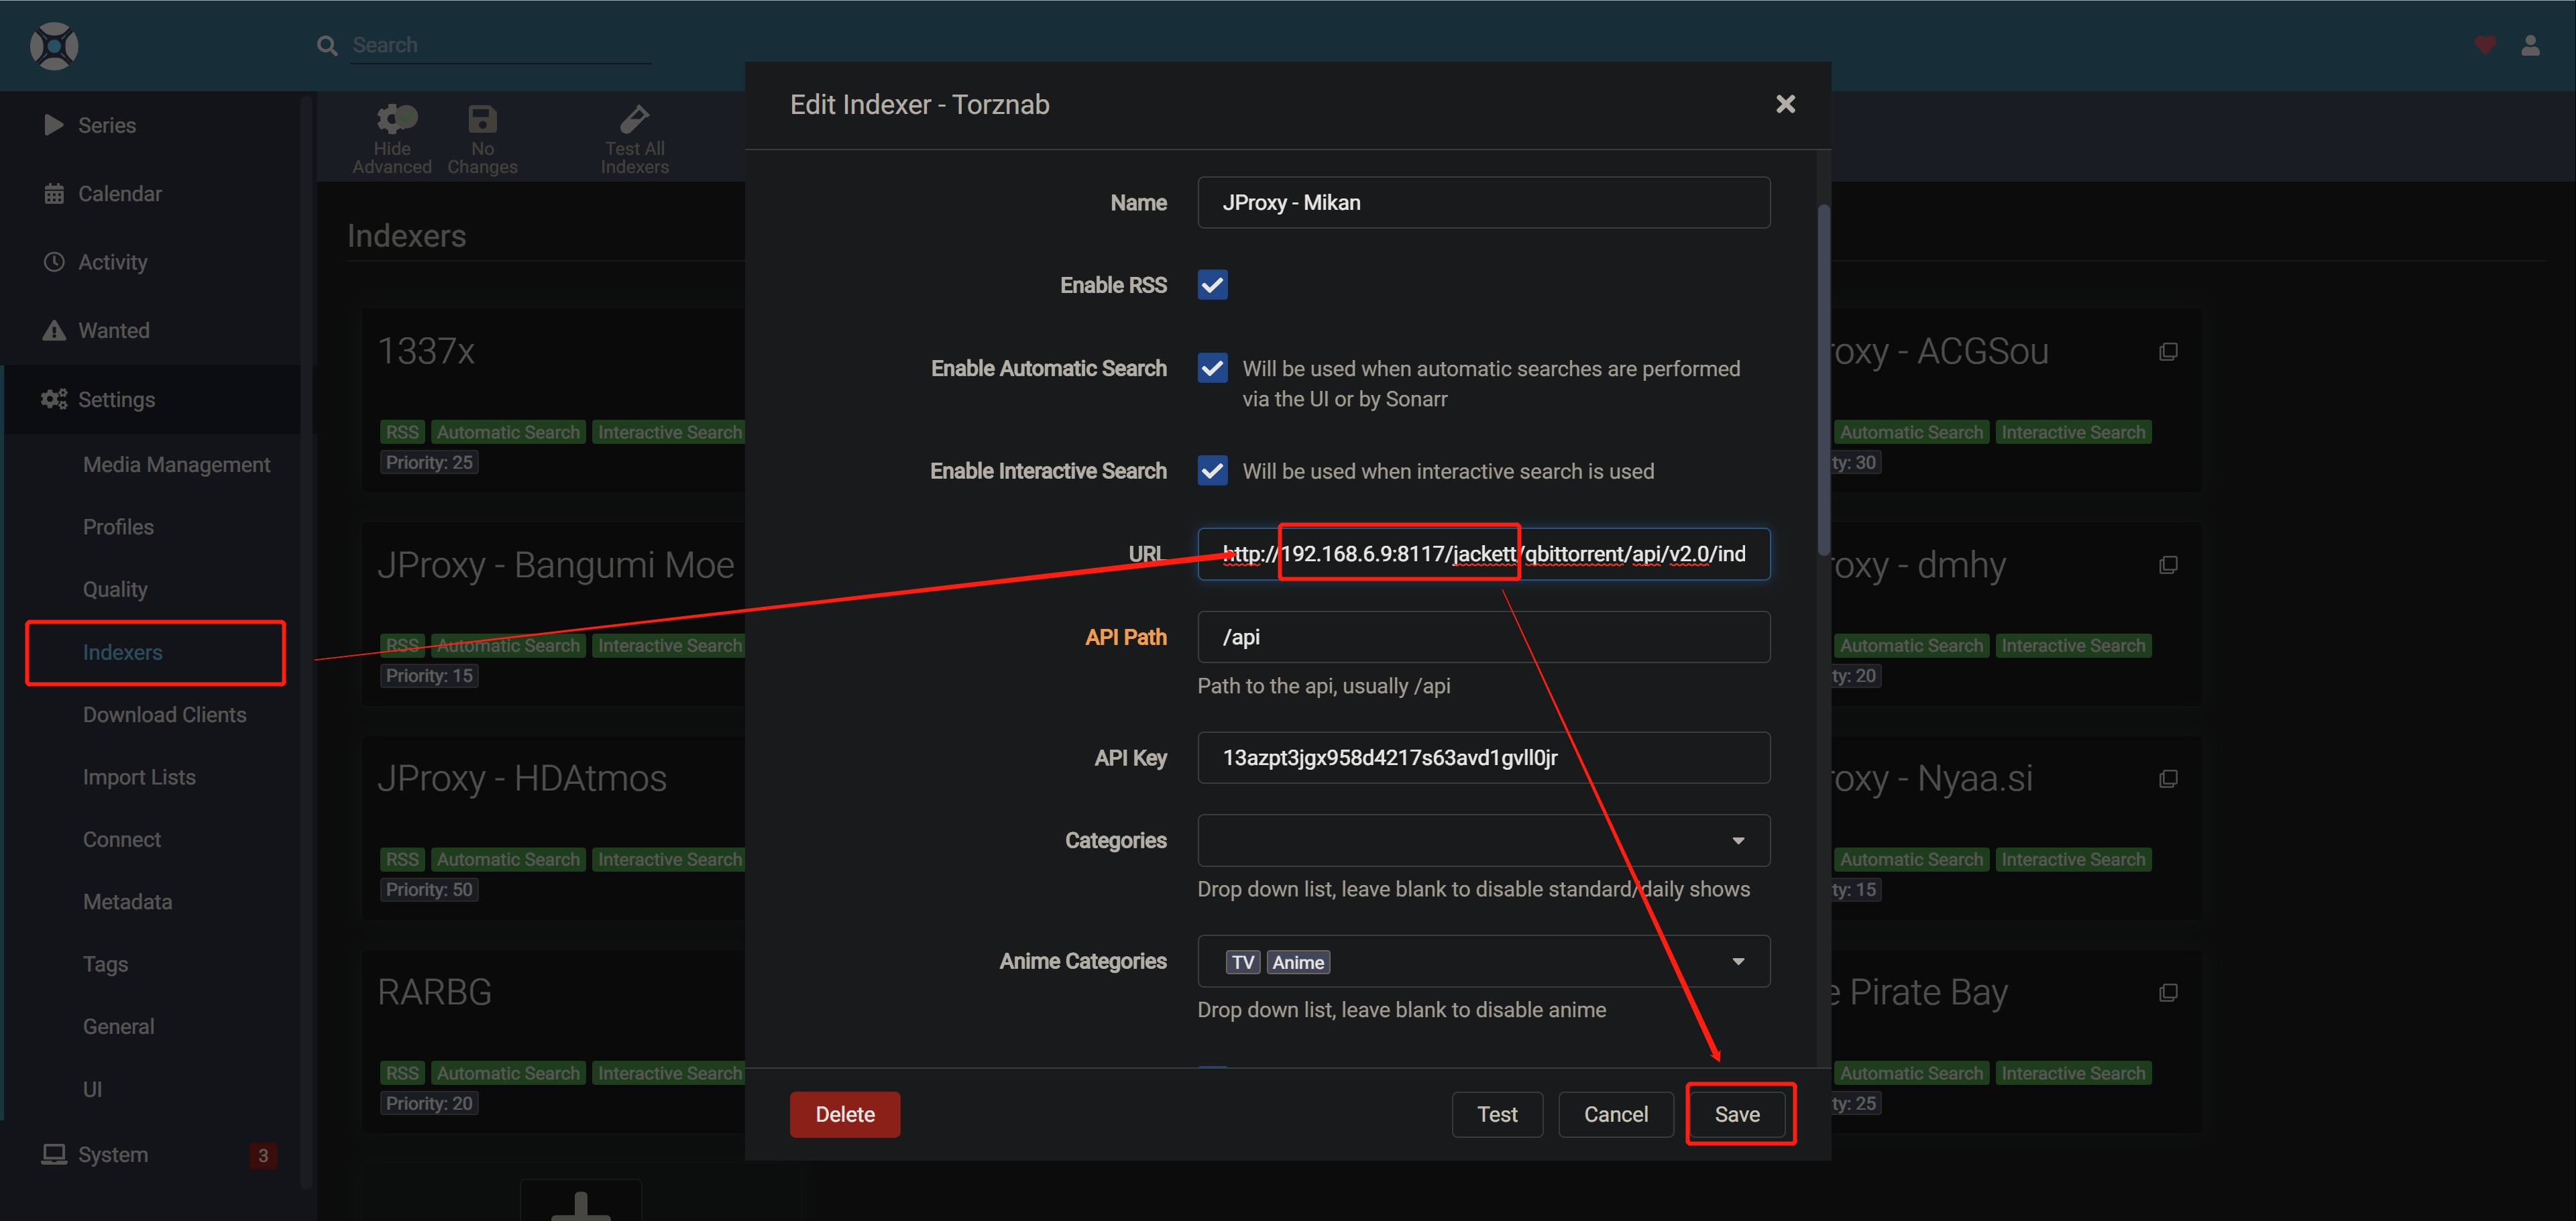 Search
Series
Calendar
Activity
Wanted
Settings
Media Management
Profiles
Quality
Indexers
Download Clients
Import Lists
Connect
Metadata
Tags
General
UI
System
3
Hide
Advanced
No
Changes
Test All
Indexers
Indexers
1337x
RSS Automatic Search Interactive Search
Priority: 25
JProxy - Bangumi Moe
RSS Automatic Search Interactive Search
Priority: 15
JProxy - HDAtmos
RSS Automatic Search Interactive Search
Priority: 50
RARBG
RSS Automatic Search Interactive Search
Priority: 20
Edit Indexer - Torznab
Name
JProxy - Mikan
Enable RSS
Enable Automatic Search
Will be used when automatic searches are performed
via the UI or by Sonarr
Enable Interactive Search
Will be used when interactive search is used
URL
http://192.168.6.9:8117/jackett/qbittorrent/api/v2.0/ind
API Path
/api
Path to the api, usually /api
API Key
13azpt3jgx958d4217s63avd1gvll0jr
Categories
Drop down list, leave blank to disable standard/daily shows
Anime Categories
TV Anime
Drop down list, leave blank to disable anime
Delete
Test
Cancel
Save
oxy - ACGSou
Automatic Search Interactive Search
ty: 30
oxy - dmhy
Automatic Search Interactive Search
ty: 20
roxy - Nyaa.si
Automatic Search Interactive Search
ty: 15
e Pirate Bay
Automatic Search Interactive Search
ty: 25